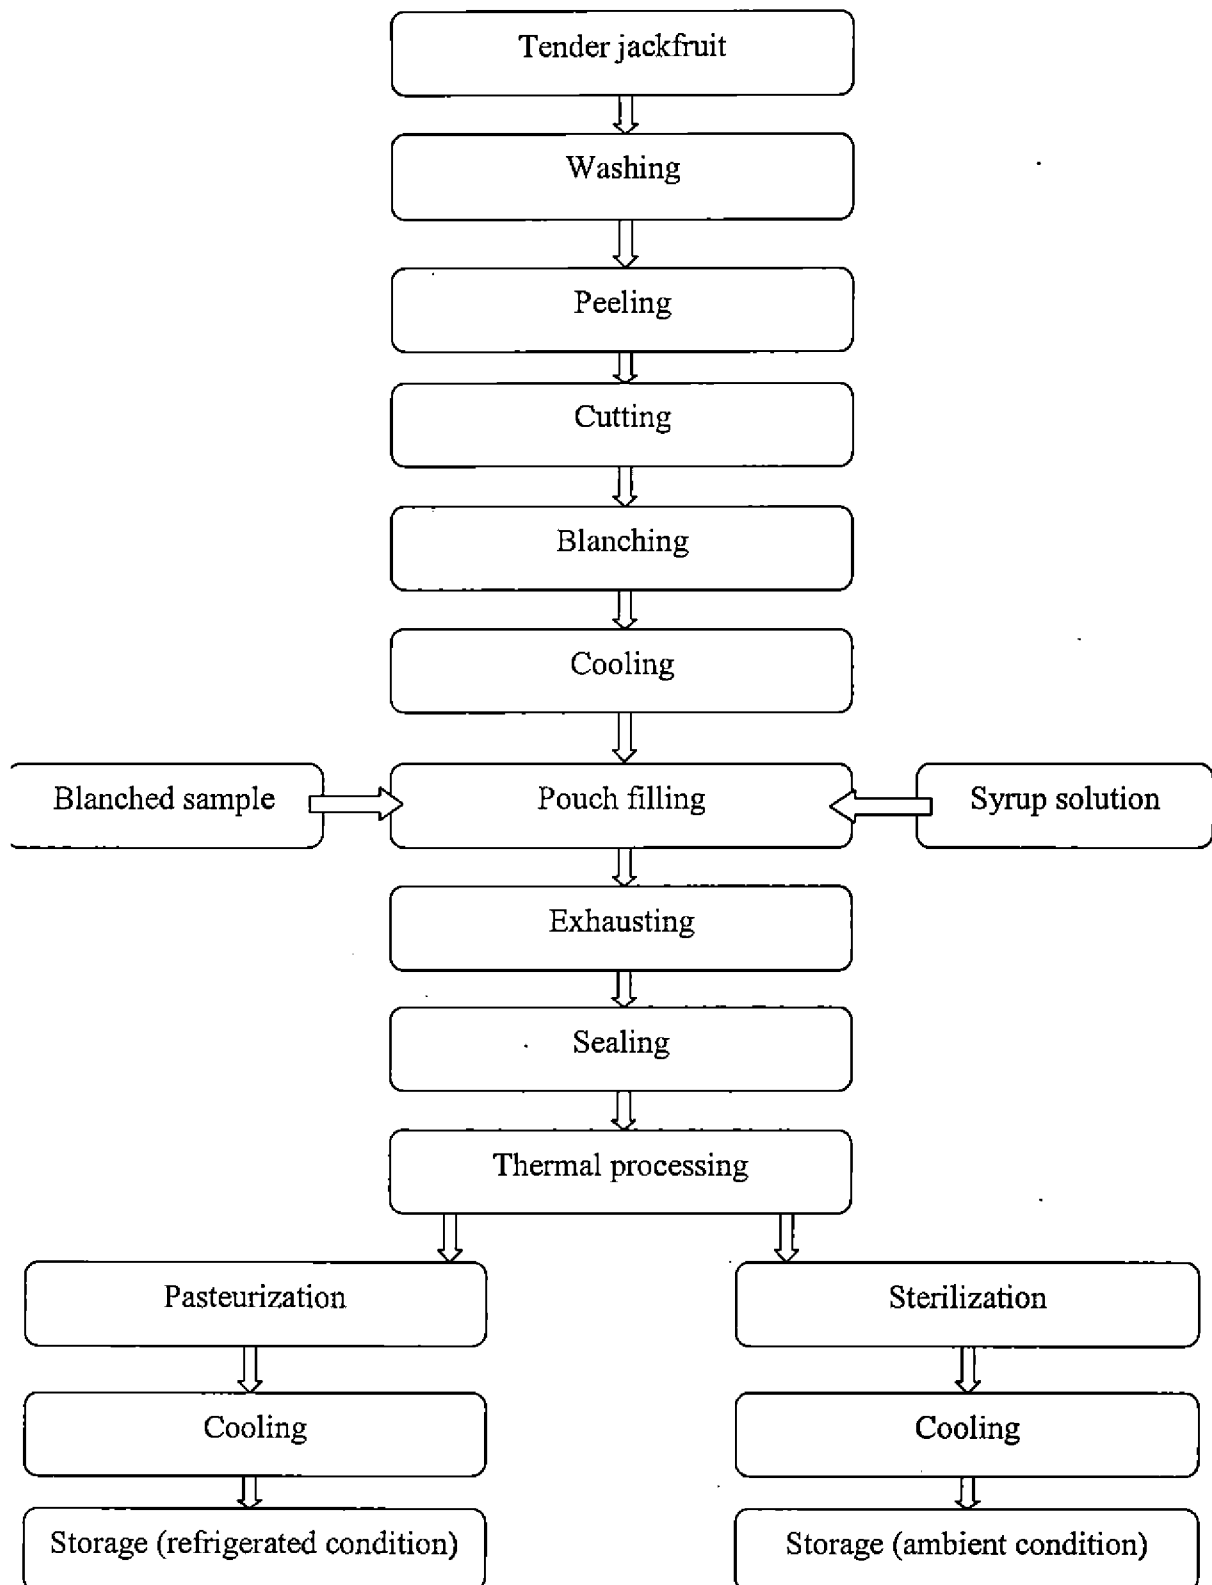 Tender jackfruit
Washing
Peeling
Cutting
Blanching
Cooling
Blanched sample
Pouch filling
Syrup solution
Exhausting
Sealing
Thermal processing
Pasteurization
Sterilization
Cooling
Cooling
Storage (refrigerated condition)
Storage (ambient condition)